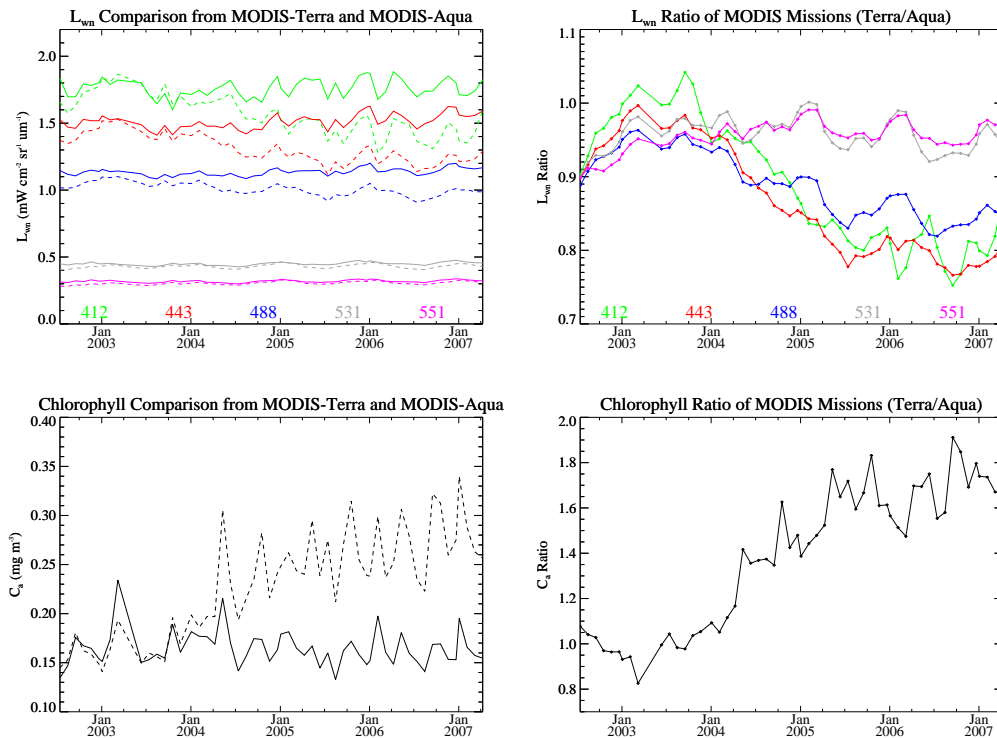 Lwn Comparison from MODIS-Terra and MODIS-Aqua
Lwn (mW cm-2 sr-1 um-1)
2.0
1.5
1.0
0.5
0.0
412 443 488 531 551
Jan 2003
Jan 2004
Jan 2005
Jan 2006
Jan 2007
Lwn Ratio of MODIS Missions (Terra/Aqua)
Lwn Ratio
1.1
1.0
0.9
0.8
0.7
412 443 488 531 551
Jan 2003
Jan 2004
Jan 2005
Jan 2006
Jan 2007
Chlorophyll Comparison from MODIS-Terra and MODIS-Aqua
Ca (mg m-3)
0.40
0.35
0.30
0.25
0.20
0.15
0.10
Jan 2003
Jan 2004
Jan 2005
Jan 2006
Jan 2007
Chlorophyll Ratio of MODIS Missions (Terra/Aqua)
Ca Ratio
2.0
1.8
1.6
1.4
1.2
1.0
0.8
Jan 2003
Jan 2004
Jan 2005
Jan 2006
Jan 2007